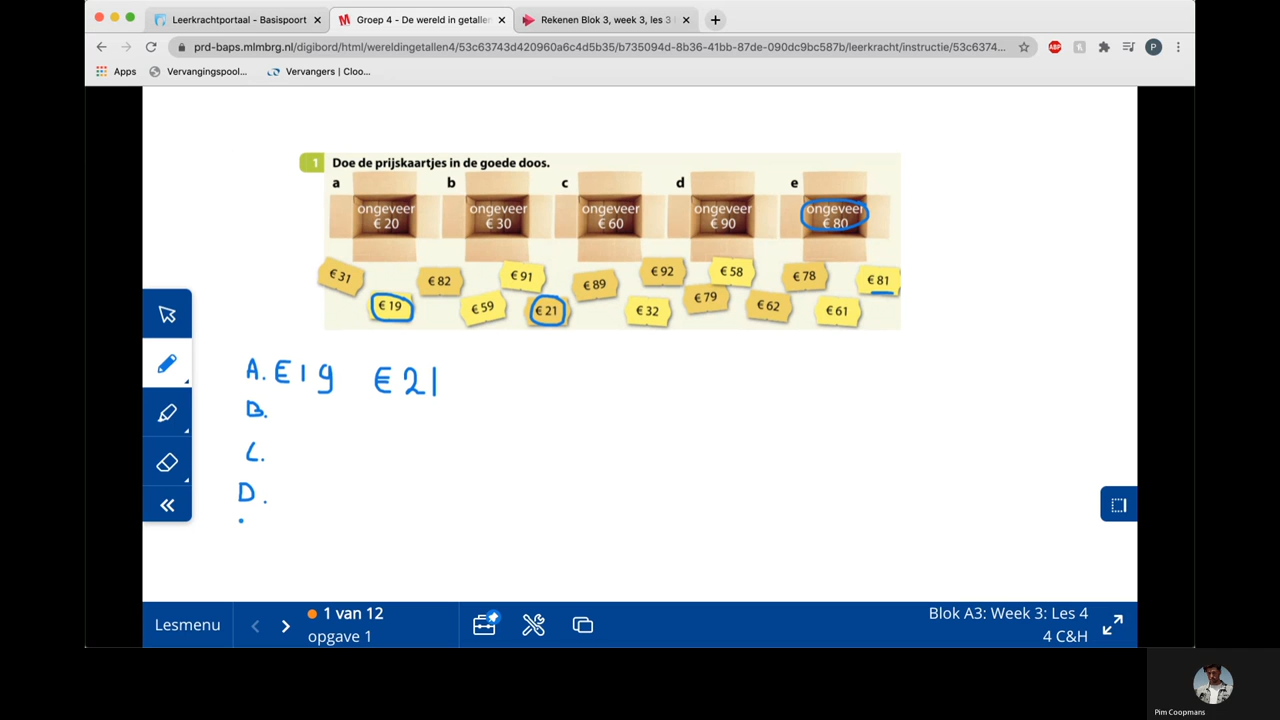 Leerkrachtportaal - Basispoort
Groep 4 - De wereld in getallen
Rekenen Blok 3, week 3, les 3
prd-baps.mlmbrg.nl/digibord/html/wereldingetallen4/53c63743d420960a6c4d5b35/b735094d-8b36-41bb-87de-090dc9bc587b/leerkracht/instructie/53c6374...
ABP
P
Apps
Vervangingspool...
Vervangers | Cloo...
1 Doe de prijskaartjes in de goede doos.
a b c d e
ongeveer € 20
ongeveer € 30
ongeveer € 60
ongeveer € 90
ongeveer € 80
€ 31 € 82 € 91 € 89 € 92 € 58 € 78 € 81
€ 19 € 59 € 21 € 32 € 79 € 62 € 61
A. € 19 € 21
B.
C.
D.
Lesmenu
1 van 12
opgave 1
Blok A3: Week 3: Les 4
4 C&H
Pim Coopmans